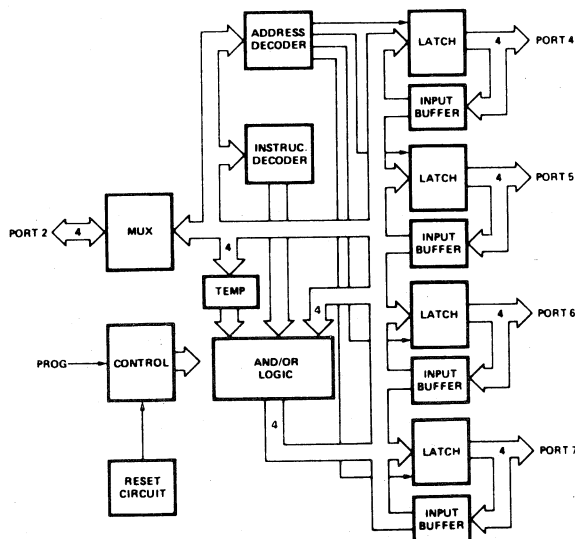 ADDRESS
DECODER
LATCH
4
PORT 4
INPUT
BUFFER
INSTRUC.
DECODER
LATCH
4
PORT 5
INPUT
BUFFER
PORT 2
4
MUX
4
TEMP
4
LATCH
4
PORT 6
INPUT
BUFFER
PROG
CONTROL
AND/OR
LOGIC
4
LATCH
4
PORT 7
RESET
CIRCUIT
INPUT
BUFFER